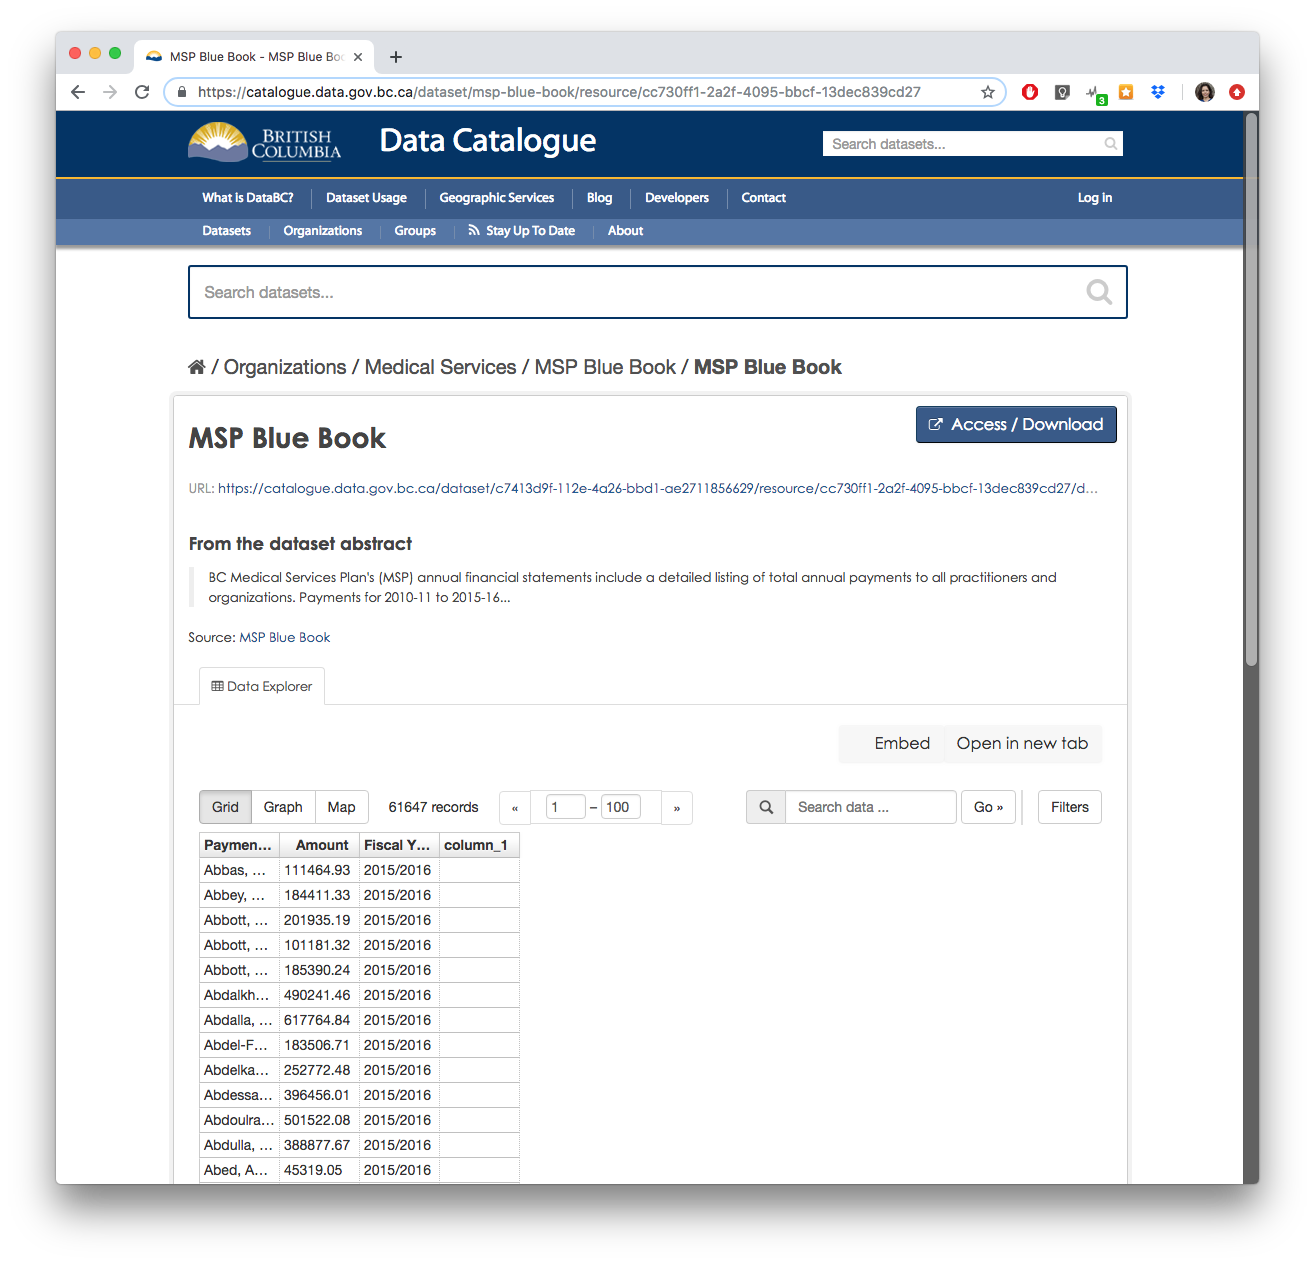 MSP Blue Book - MSP Blue Boo
https://catalogue.data.gov.bc.ca/dataset/msp-blue-book/resource/cc730ff1-2a2f-4095-bbcf-13dec839cd27
3
BRITISH COLUMBIA
Data Catalogue
Search datasets...
What is DataBC? Dataset Usage Geographic Services Blog Developers Contact Log in
Datasets Organizations Groups Stay Up To Date About
Search datasets...
/ Organizations / Medical Services / MSP Blue Book / MSP Blue Book
MSP Blue Book
Access / Download
URL: https://catalogue.data.gov.bc.ca/dataset/c7413d9f-112e-4a26-bbd1-ae2711856629/resource/cc730ff1-2a2f-4095-bbcf-13dec839cd27/d...
From the dataset abstract
BC Medical Services Plan's (MSP) annual financial statements include a detailed listing of total annual payments to all practitioners and
organizations. Payments for 2010-11 to 2015-16...
Source: MSP Blue Book
Data Explorer
Embed Open in new tab
Grid Graph Map 61647 records « 1 – 100 » Search data ... Go » Filters
Paymen... Amount Fiscal Y... column_1
Abbas, ... 111464.93 2015/2016
Abbey, ... 184411.33 2015/2016
Abbott, ... 201935.19 2015/2016
Abbott, ... 101181.32 2015/2016
Abbott, ... 185390.24 2015/2016
Abdalkh... 490241.46 2015/2016
Abdalla, ... 617764.84 2015/2016
Abdel-F... 183506.71 2015/2016
Abdelka... 252772.48 2015/2016
Abdessa... 396456.01 2015/2016
Abdoulra... 501522.08 2015/2016
Abdulla, ... 388877.67 2015/2016
Abed, A... 45319.05 2015/2016